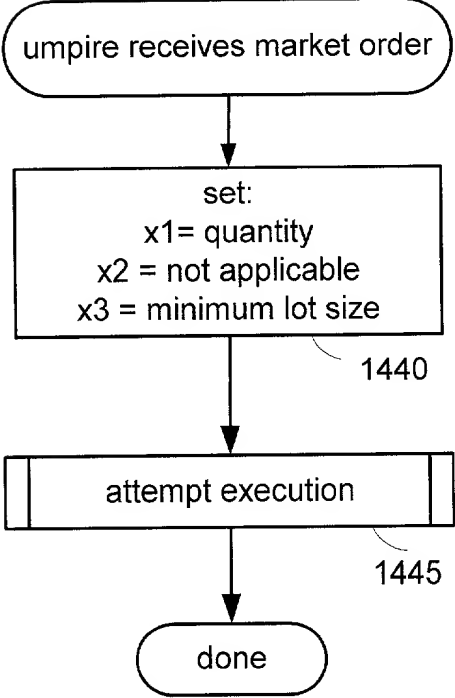 umpire receives market order
set:
x1= quantity
x2 = not applicable
x3 = minimum lot size
1440
attempt execution
1445
done